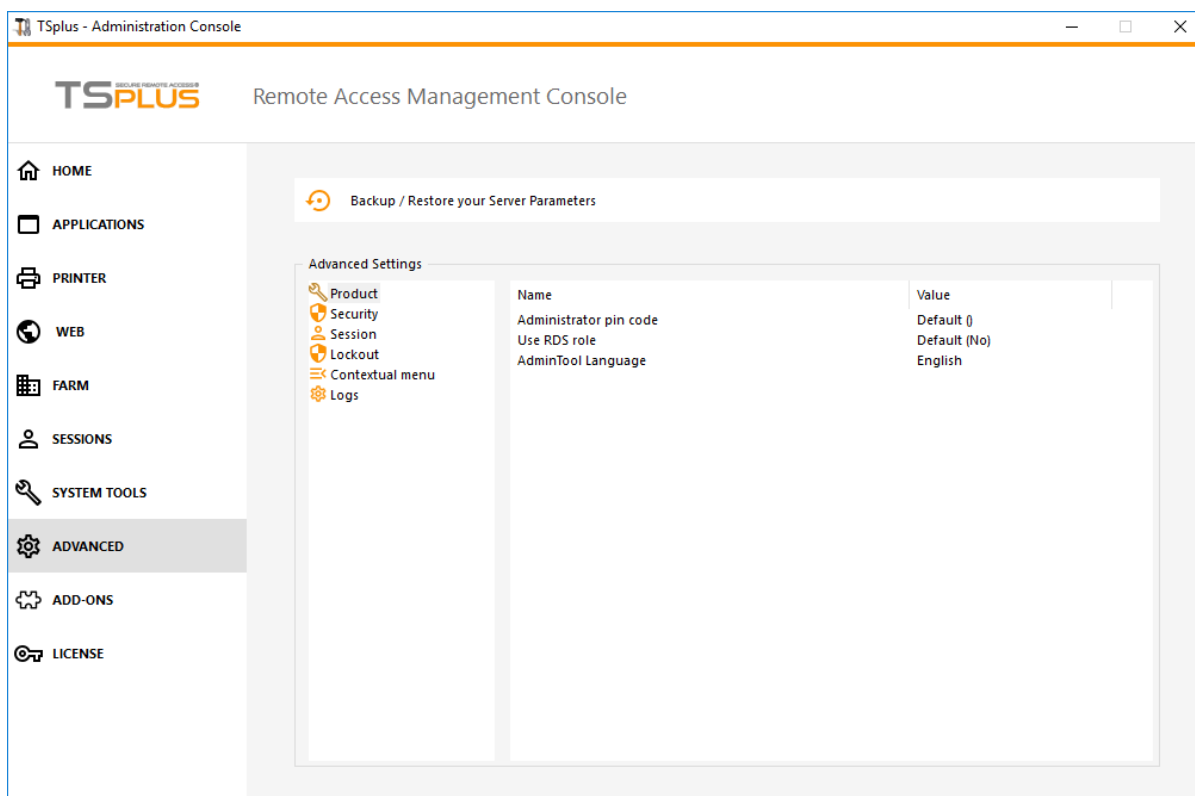 TSplus - Administration Console
SECURE REMOTE ACCESS®
TSPLUS
Remote Access Management Console
HOME
APPLICATIONS
PRINTER
WEB
FARM
SESSIONS
SYSTEM TOOLS
ADVANCED
ADD-ONS
LICENSE
Backup / Restore your Server Parameters
Advanced Settings
Product
Security
Session
Lockout
Contextual menu
Logs
Name Value
Administrator pin code Default ()
Use RDS role Default (No)
AdminTool Language English